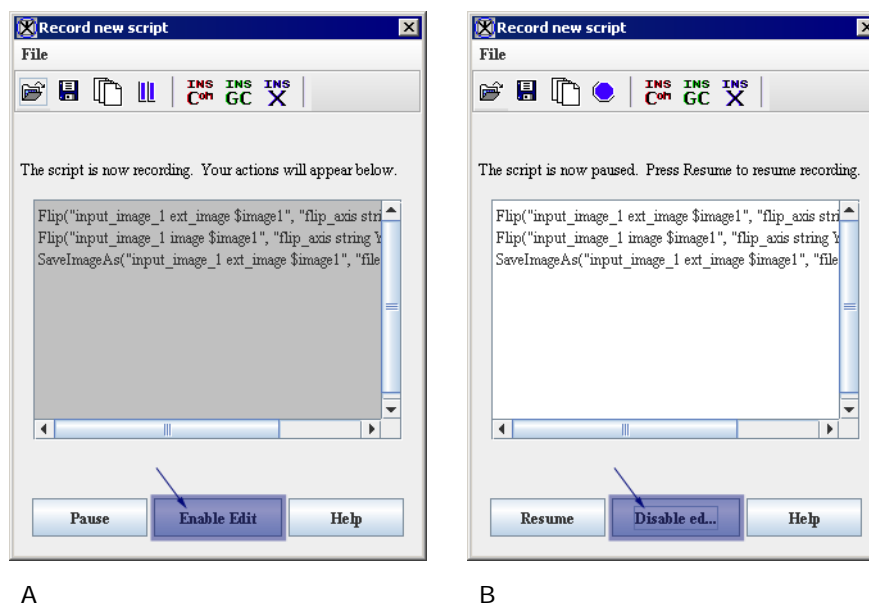 Record new script
File
INS Com INS GC INS X
The script is now recording. Your actions will appear below.
Flip("input_image_1 ext_image $image1", "flip_axis stri
Flip("input_image_1 image $image1", "flip_axis string Y
SaveImageAs("input_image_1 ext_image $image1", "file
Pause Enable Edit Help
A
Record new script
File
INS Com INS GC INS X
The script is now paused. Press Resume to resume recording.
Flip("input_image_1 ext_image $image1", "flip_axis stri
Flip("input_image_1 image $image1", "flip_axis string Y
SaveImageAs("input_image_1 ext_image $image1", "file
Resume Disable ed... Help
B